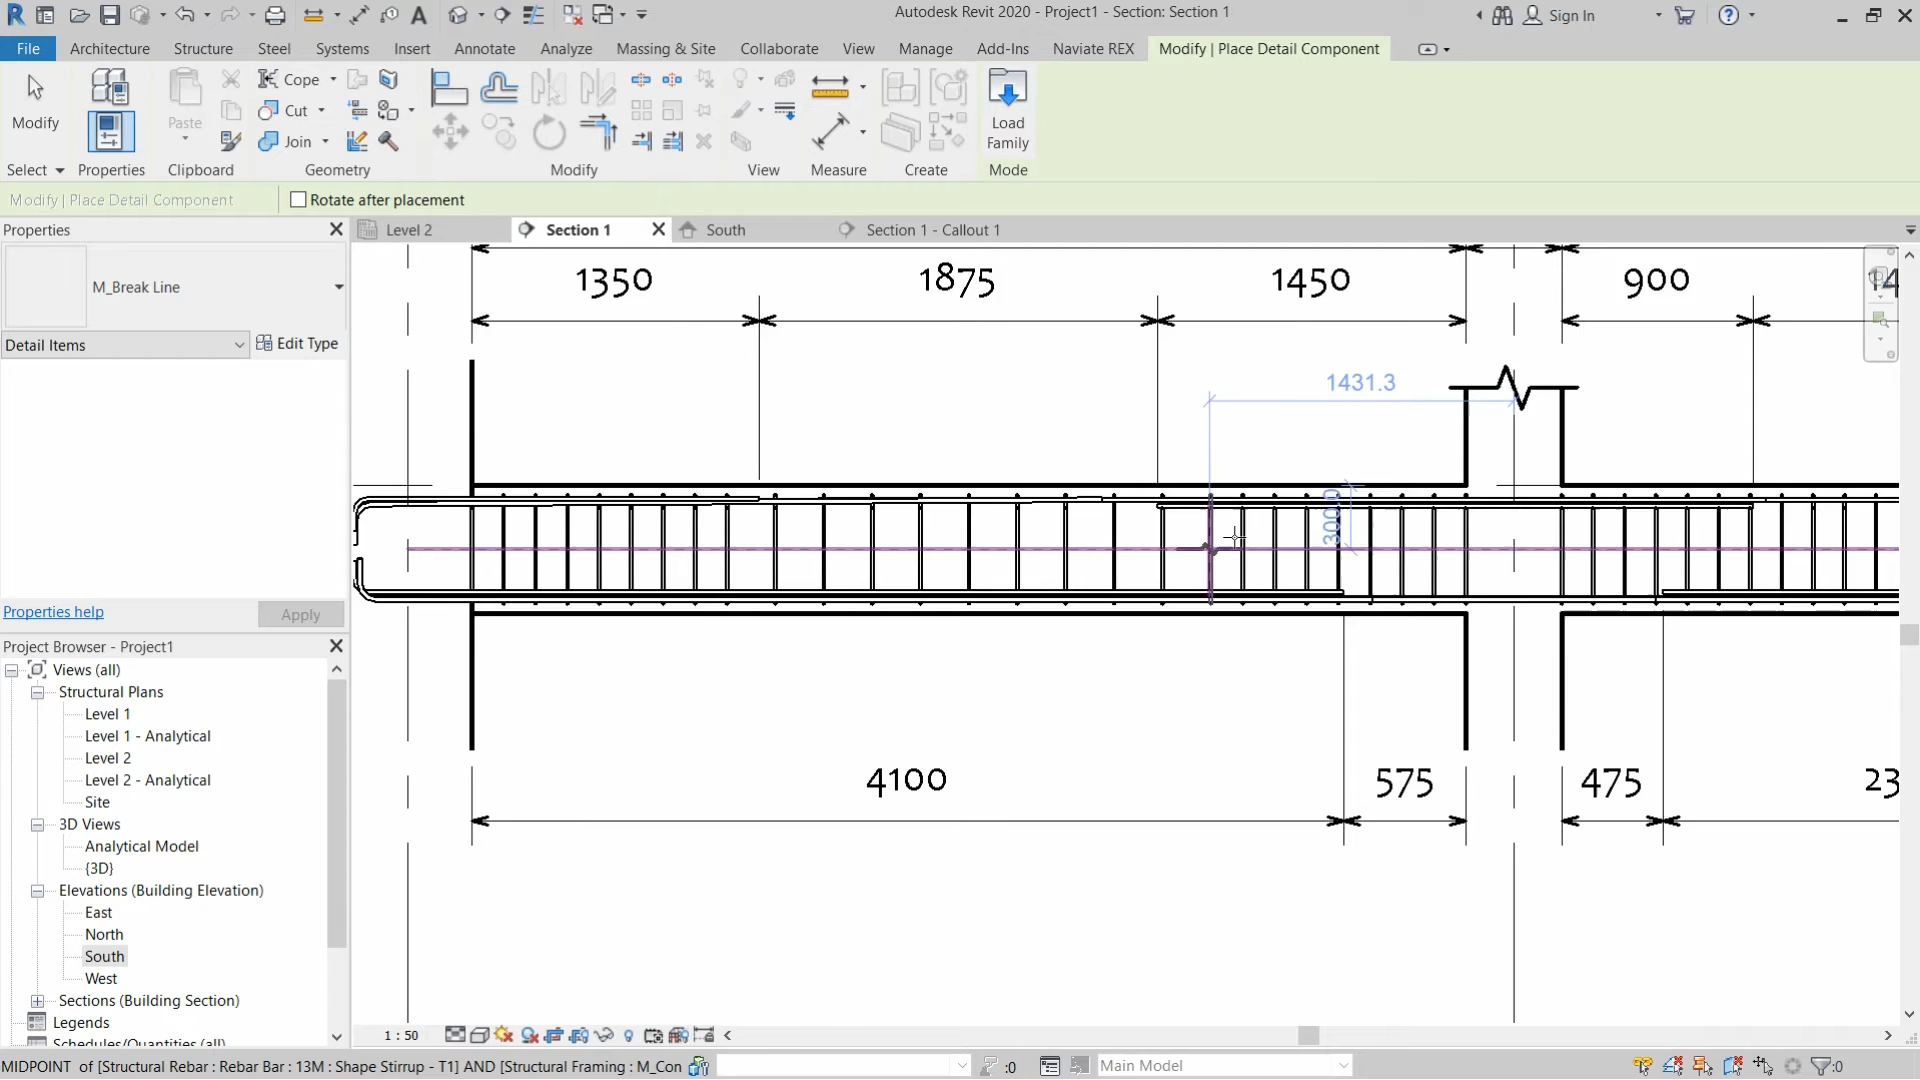 Autodesk Revit 2020 - Project1 - Section: Section 1
Sign In
File Architecture Structure Steel Systems Insert Annotate Analyze Massing & Site Collaborate View Manage Add-Ins Naviate REX Modify | Place Detail Component
Modify
Paste
Cope
Cut
Join
Load
Family
Select Properties Clipboard Geometry Modify View Measure Create Mode
Modify | Place Detail Component
Rotate after placement
Properties
Level 2
Section 1
South
Section 1 - Callout 1
M_Break Line
Detail Items
Edit Type
1350
1875
1450
900
14
1431.3
300.0
4100
575
475
23
Properties help
Apply
Project Browser - Project1
Views (all)
Structural Plans
Level 1
Level 1 - Analytical
Level 2
Level 2 - Analytical
Site
3D Views
Analytical Model
{3D}
Elevations (Building Elevation)
East
North
South
West
Sections (Building Section)
Legends
Schedules/Quantities (all)
1 : 50
MIDPOINT of [Structural Rebar : Rebar Bar : 13M : Shape Stirrup - T1] AND [Structural Framing : M_Con
:0
Main Model
:0